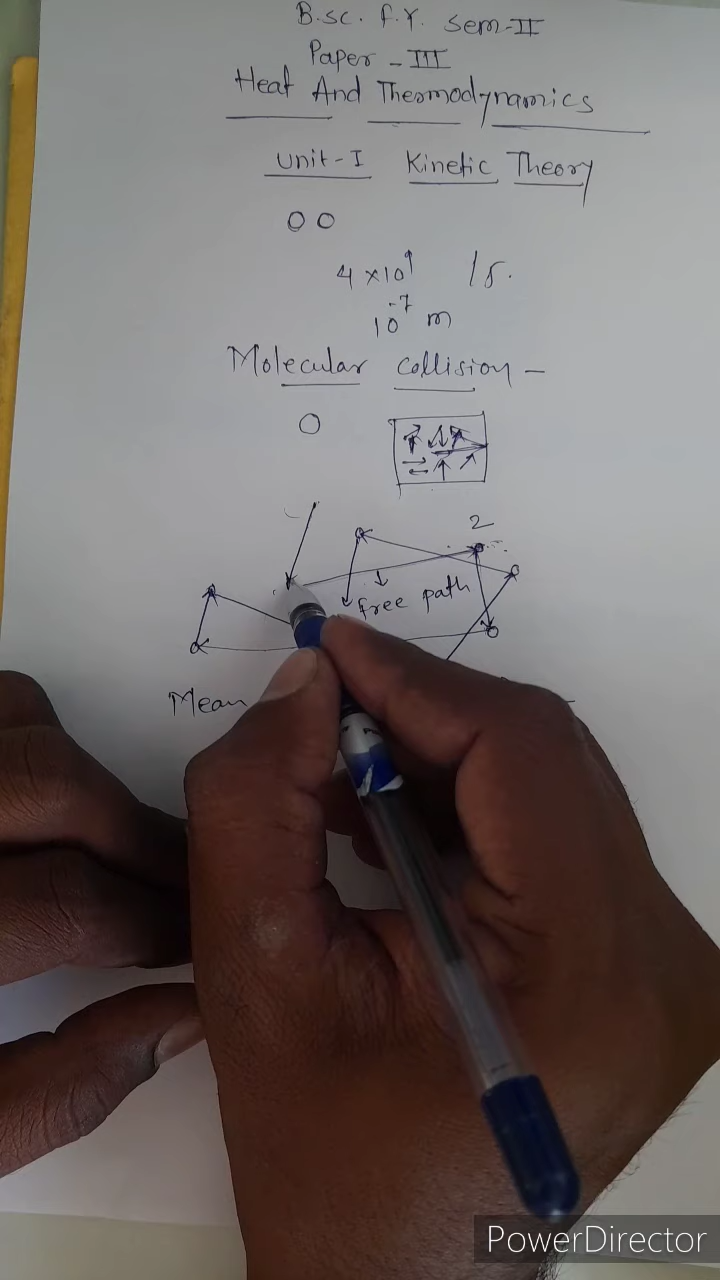 B.sc. F.Y. Sem-II
Paper - III
Heat And Thermodynamics
Unit-I Kinetic Theory
4 × 10⁹ /s.
10⁻⁷ m
Molecular Collision -
2
free path
Mean
PowerDirector